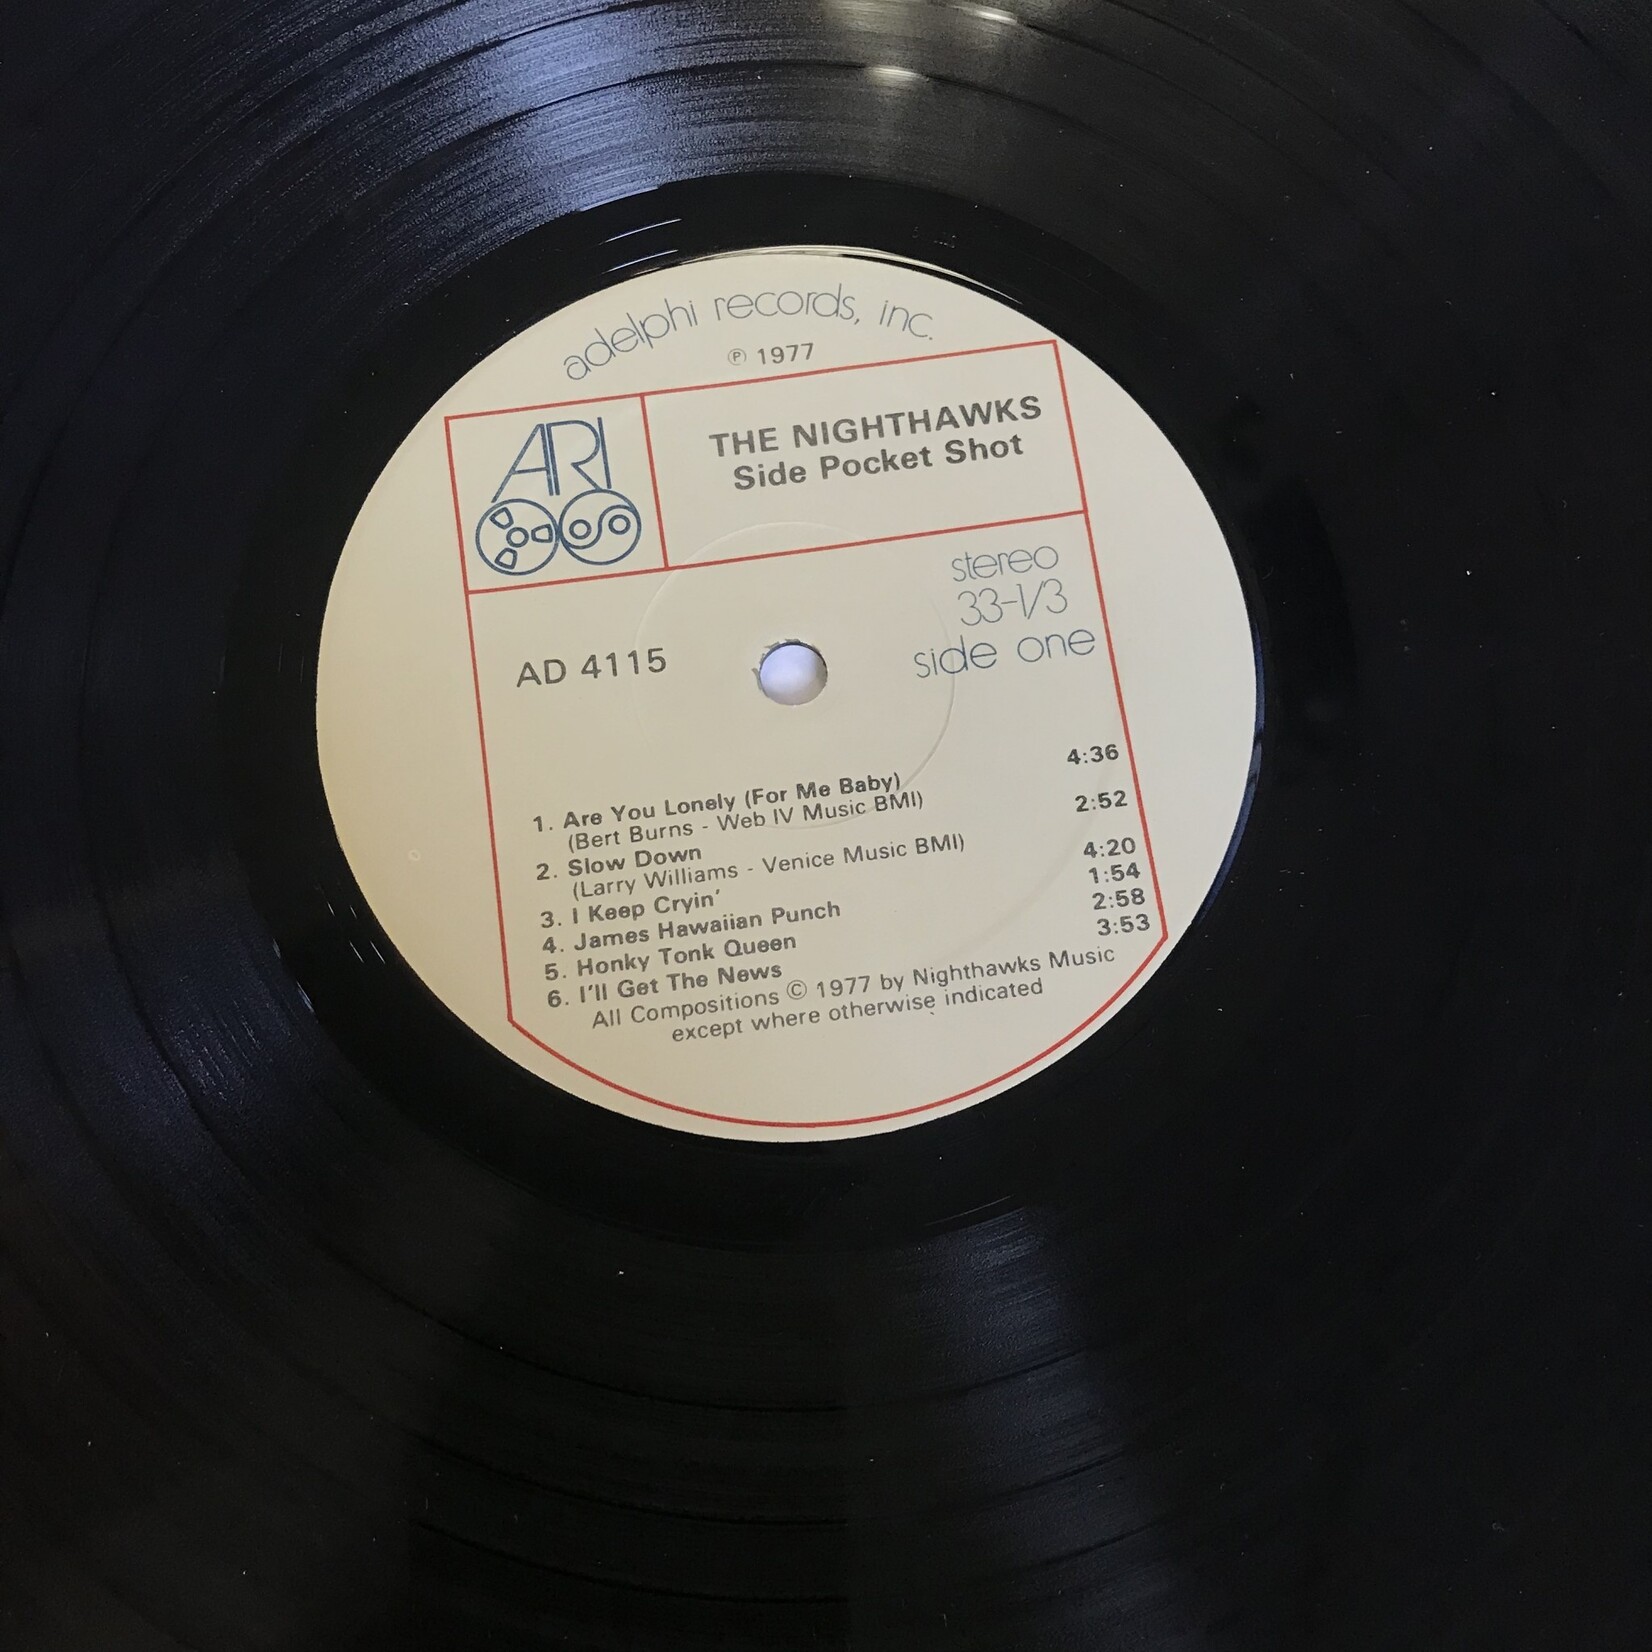 adelphi records, inc.
℗ 1977
ARI
THE NIGHTHAWKS
Side Pocket Shot
stereo
33-1/3
side one
AD 4115
1. Are You Lonely (For Me Baby) 4:36
(Bert Burns - Web IV Music BMI)
2. Slow Down 2:52
(Larry Williams - Venice Music BMI)
3. I Keep Cryin' 4:20
4. James Hawaiian Punch 1:54
5. Honky Tonk Queen 2:58
6. I'll Get The News 3:53
All Compositions © 1977 by Nighthawks Music
except where otherwise indicated